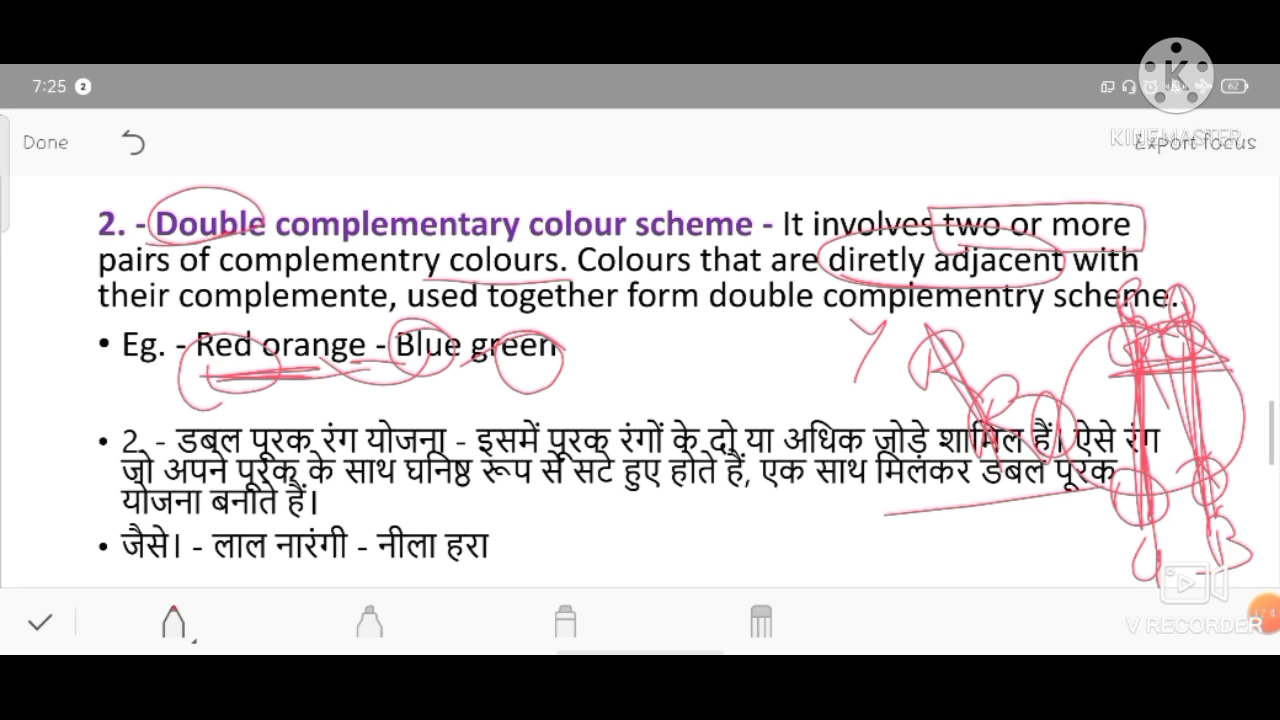 7:25 2
62
K
KINEMASTER
Done
Export focus
2. - Double complementary colour scheme - It involves two or more
pairs of complementry colours. Colours that are diretly adjacent with
their complemente, used together form double complementry scheme.
• Eg. - Red orange - Blue green
Y R
• 2. - डबल पूरक रंग योजना - इसमें पूरक रंगों के दो या अधिक जोड़े शामिल हैं। ऐसे रंग
जो अपने पूरक के साथ घनिष्ठ रूप से सटे हुए होते हैं, एक साथ मिलकर डबल पूरक
योजना बनाते हैं।
• जैसे। - लाल नारंगी - नीला हरा
B
V RECORDER